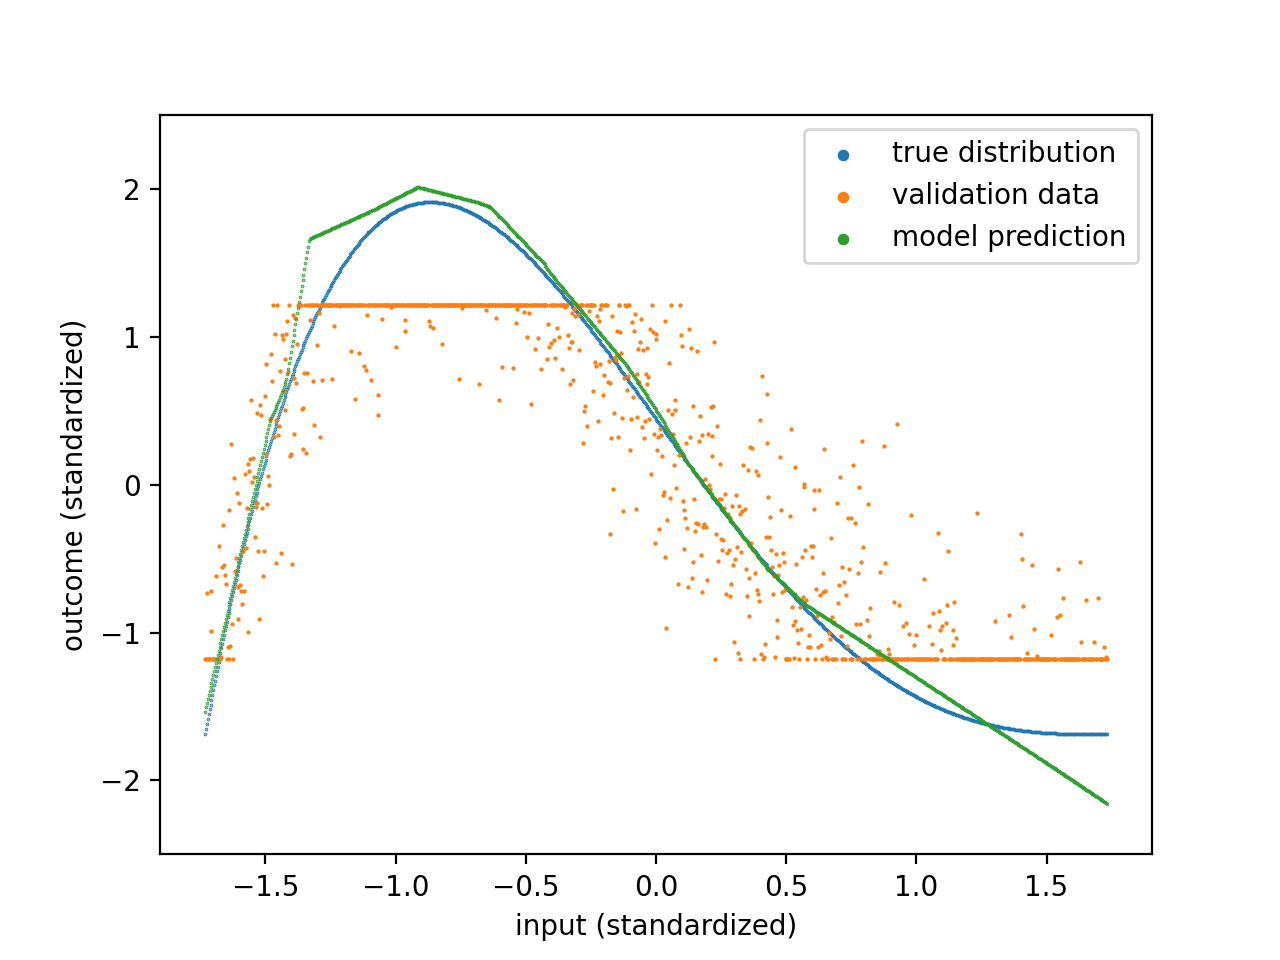 true distribution
validation data
model prediction
2
1
0
−1
−2
outcome (standardized)
−1.5 −1.0 −0.5 0.0 0.5 1.0 1.5
input (standardized)